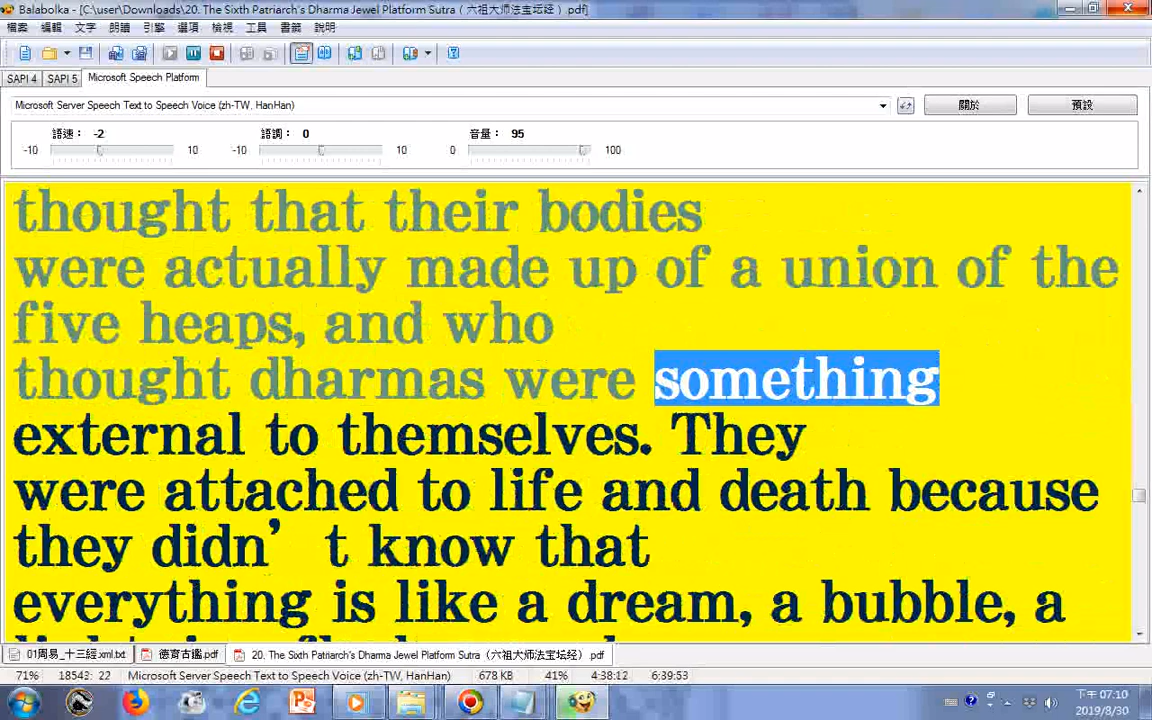 Balabolka - [C:\user\Downloads\20. The Sixth Patriarch's Dharma Jewel Platform Sutra（六祖大师法宝坛经）.pdf]
檔案 編輯 文字 朗讀 引擎 選項 檢視 工具 書籤 說明
SAPI 4 SAPI 5 Microsoft Speech Platform
Microsoft Server Speech Text to Speech Voice (zh-TW, HanHan) 關於 預設
語速： -2 語調： 0 音量： 95
-10 10 -10 10 0 100
thought that their bodies
were actually made up of a union of the
five heaps, and who
thought dharmas were something
external to themselves. They
were attached to life and death because
they didn’t know that
everything is like a dream, a bubble, a
01周易_十三經.xml.txt 德育古鑑.pdf 20. The Sixth Patriarch's Dharma Jewel Platform Sutra（六祖大师法宝坛经）.pdf
71% 18542: 22 Microsoft Server Speech Text to Speech Voice (zh-TW, HanHan) 678 KB 41% 4:38:12 6:39:53
下午 07:10
2019/8/30